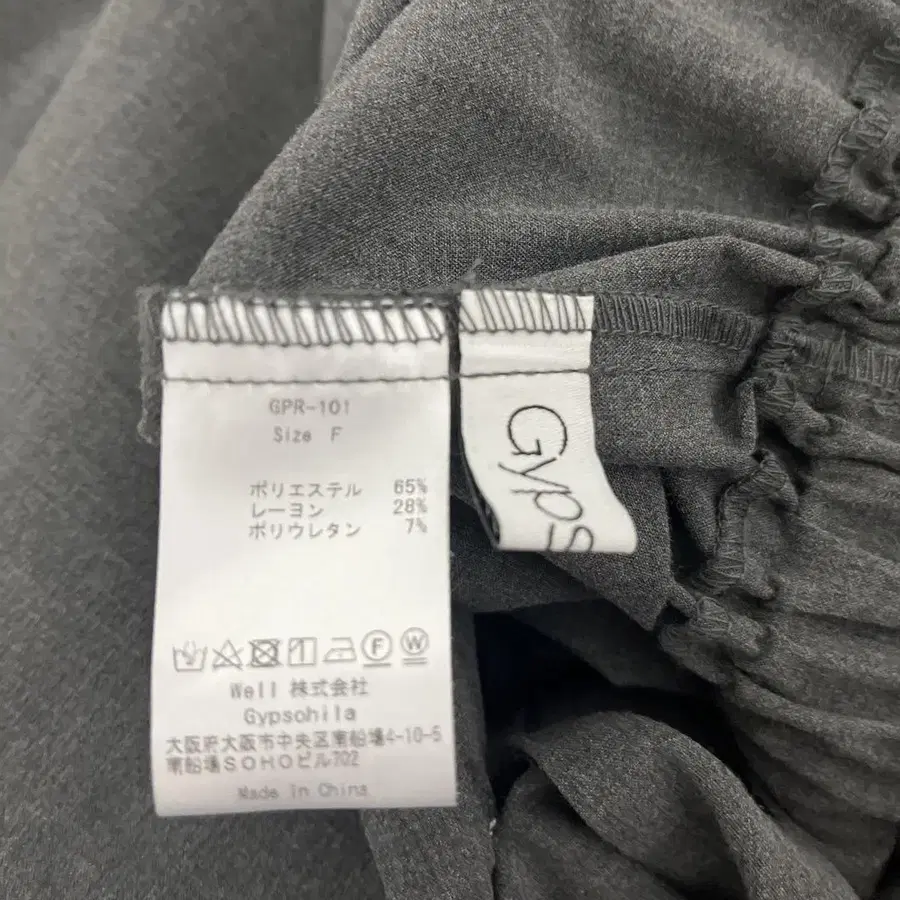 GPR-101
Size F
ポリエステル 65%
レーヨン 28%
ポリウレタン 7%
F W
Well 株式会社
Gypsohila
大阪府大阪市中央区南船場4-10-5
南船場SOHOビル702
Made in China
Gyps